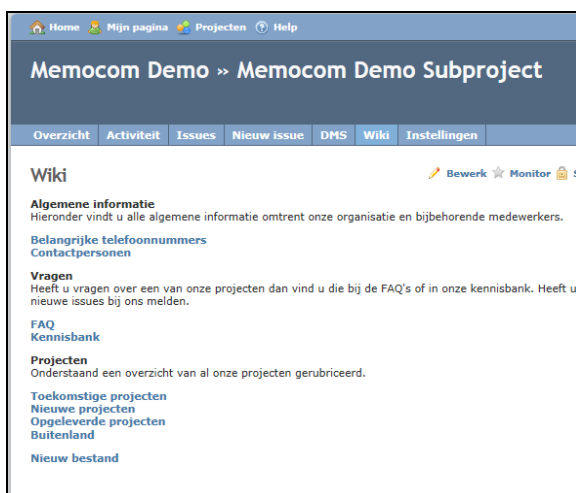 Home Mijn pagina Projecten Help
Memocom Demo » Memocom Demo Subproject
Overzicht Activiteit Issues Nieuw issue DMS Wiki Instellingen
Wiki
Bewerk Monitor S
Algemene informatie
Hieronder vindt u alle algemene informatie omtrent onze organisatie en bijbehorende medewerkers.
Belangrijke telefoonnummers
Contactpersonen
Vragen
Heeft u vragen over een van onze projecten dan vind u die bij de FAQ's of in onze kennisbank. Heeft u
nieuwe issues bij ons melden.
FAQ
Kennisbank
Projecten
Onderstaand een overzicht van al onze projecten gerubriceerd.
Toekomstige projecten
Nieuwe projecten
Opgeleverde projecten
Buitenland
Nieuw bestand